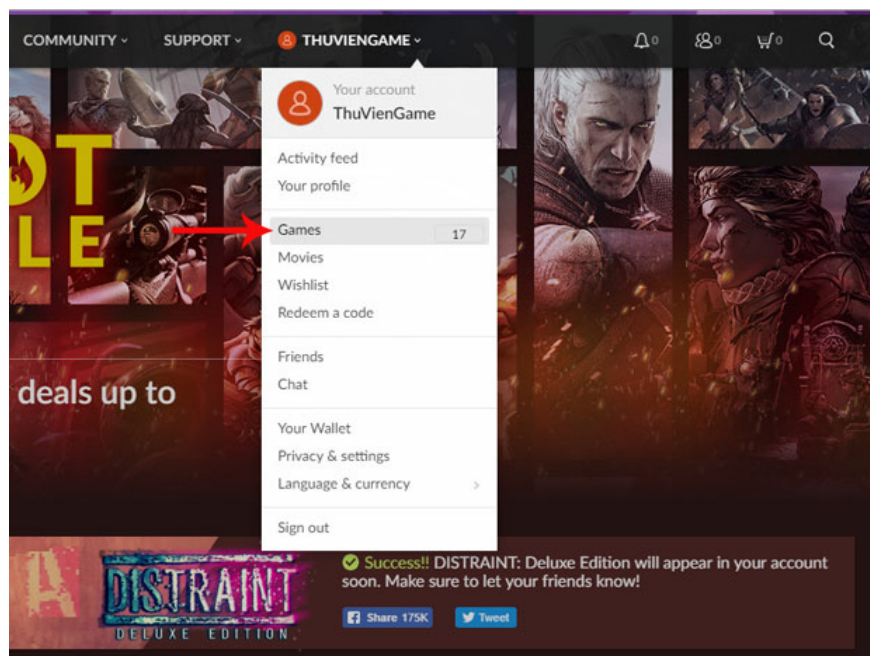 COMMUNITY
SUPPORT
THUVIENGAME
0
0
0
Your account
ThuVienGame
Activity feed
Your profile
OT
LE
Games 17
Movies
Wishlist
Redeem a code
Friends
Chat
deals up to
Your Wallet
Privacy & settings
Language & currency
Sign out
A
DISTRAINT
DELUXE EDITION
Success!! DISTRAINT: Deluxe Edition will appear in your account
soon. Make sure to let your friends know!
Share 175K
Tweet